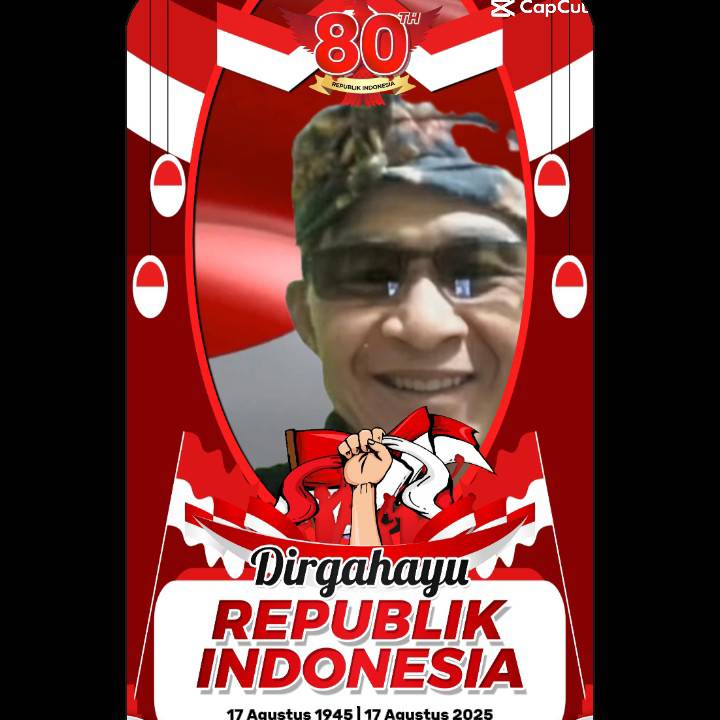 CapCut
80TH
REPUBLIK INDONESIA
Dirgahayu
REPUBLIK
INDONESIA
17 Agustus 1945 | 17 Agustus 2025